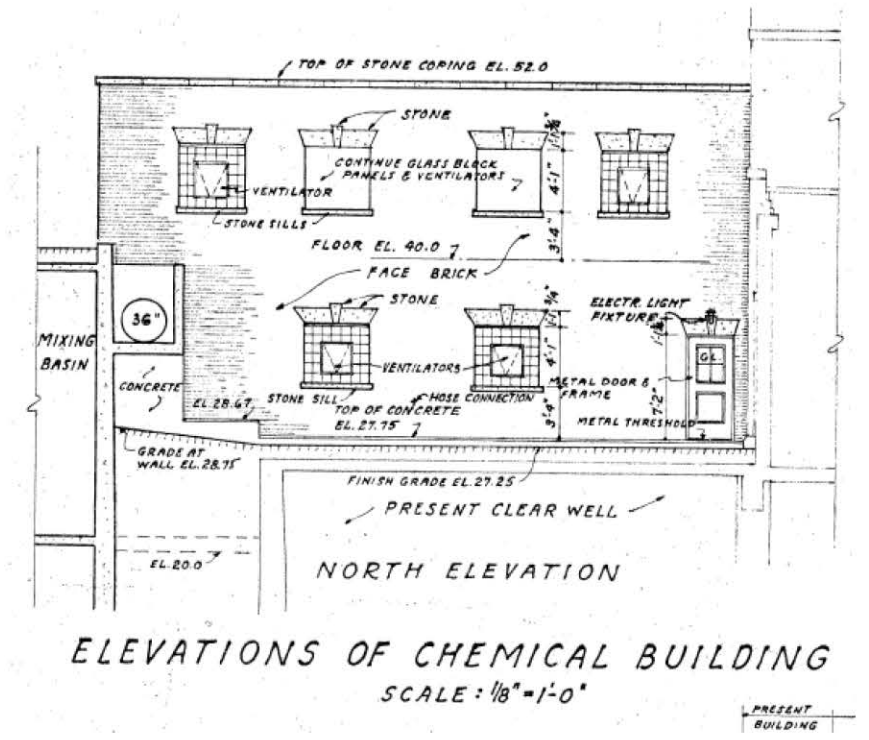 TOP OF STONE COPING EL. 52.0
STONE
CONTINUE GLASS BLOCK
PANELS & VENTILATORS
VENTILATOR
STONE SILLS
4'-1"
3'-4"
FLOOR EL. 40.0
FACE BRICK
STONE
ELECTR. LIGHT
FIXTURE
36"
MIXING
BASIN
GL.
VENTILATORS
4'-1"
CONCRETE
METAL DOOR &
FRAME
STONE SILL
HOSE CONNECTION
EL. 28.67
TOP OF CONCRETE
EL. 27.75
3'-4"
7'-2"
METAL THRESHOLD
GRADE AT
WALL EL. 28.75
FINISH GRADE EL. 27.25
PRESENT CLEAR WELL
EL. 20.0
NORTH ELEVATION
ELEVATIONS OF CHEMICAL BUILDING
SCALE: 1/8" = 1'-0"
PRESENT
BUILDING